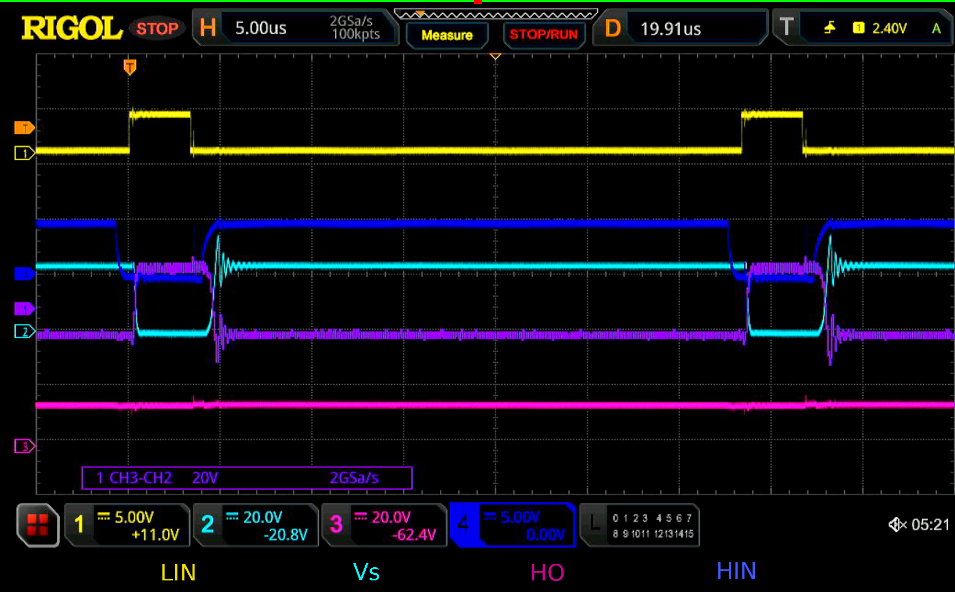 RIGOL STOP H 5.00us 2GSa/s 100kpts Measure STOP/RUN D 19.91us T 1 2.40V A
T
T
1
1
2
3
1 CH3-CH2 20V 2GSa/s
1 5.00V +11.0V 2 20.0V -20.8V 3 20.0V -62.4V 4 5.00V 0.00V L 0 1 2 3 4 5 6 7 8 9 10 11 12 13 14 15 05:21
LIN Vs HO HIN